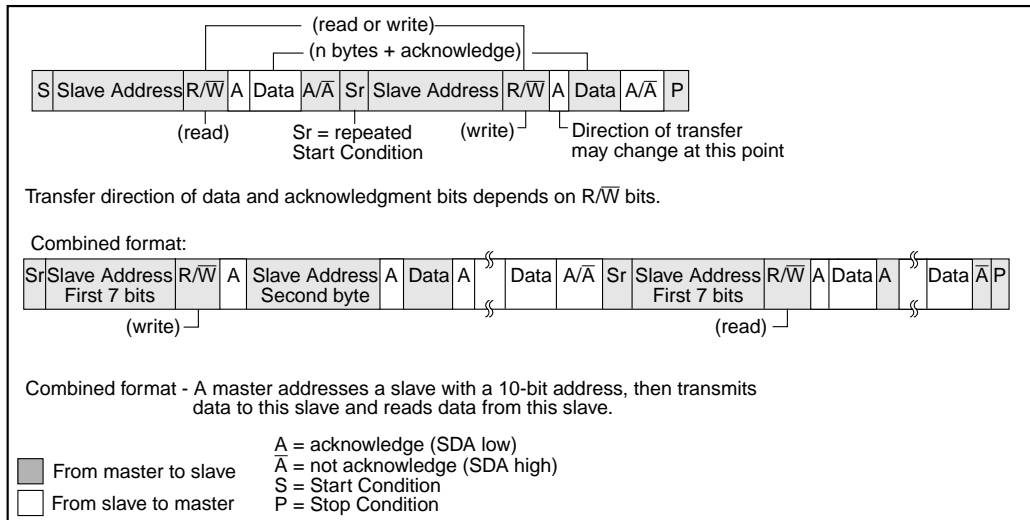 (read or write)
(n bytes + acknowledge)
S Slave Address R/W̅ A Data A/A̅ Sr Slave Address R/W̅ A Data A/A̅ P
(read) Sr = repeated (write) Direction of transfer
Start Condition may change at this point
Transfer direction of data and acknowledgment bits depends on R/W̅ bits.
Combined format:
Sr Slave Address R/W̅ A Slave Address A Data A Data A/A̅ Sr Slave Address R/W̅ A Data A Data A̅ P
First 7 bits Second byte First 7 bits
(write) (read)
Combined format - A master addresses a slave with a 10-bit address, then transmits
data to this slave and reads data from this slave.
A = acknowledge (SDA low)
From master to slave A̅ = not acknowledge (SDA high)
S = Start Condition
From slave to master P = Stop Condition